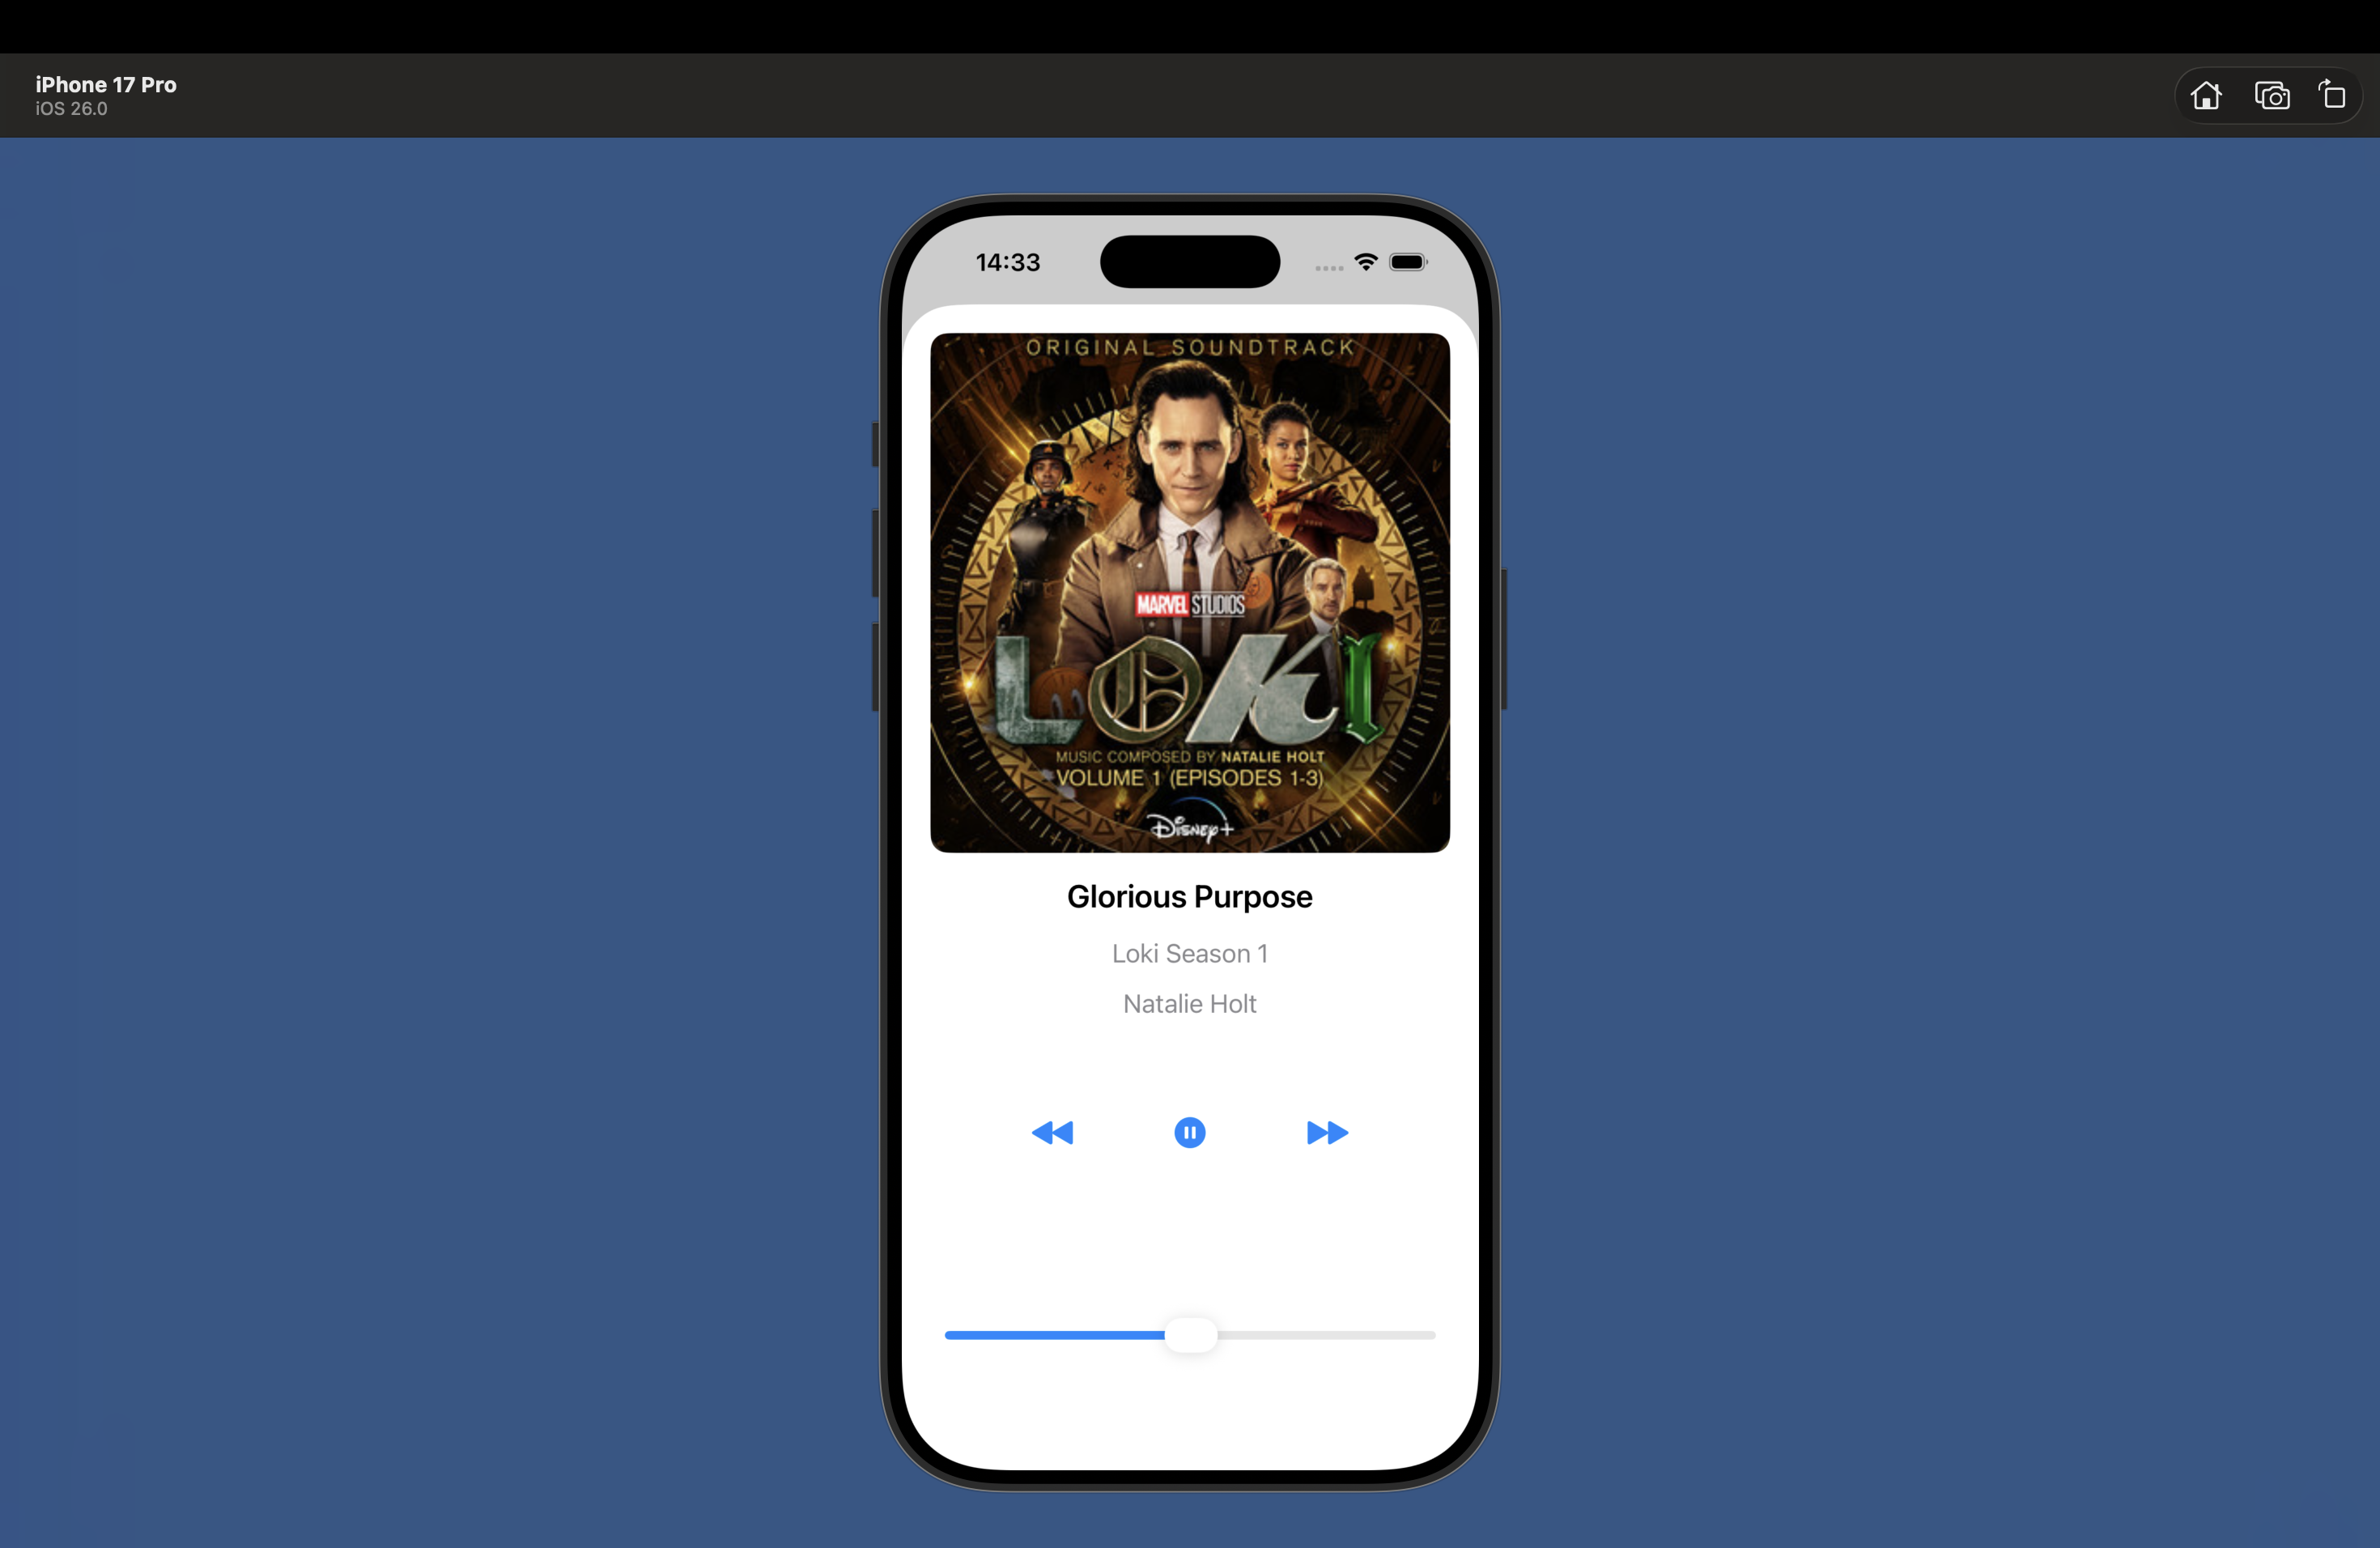 iPhone 17 Pro
iOS 26.0
14:33
ORIGINAL SOUNDTRACK
MARVEL STUDIOS
LOKI
MUSIC COMPOSED BY NATALIE HOLT
VOLUME 1 (EPISODES 1-3)
Disney+
Glorious Purpose
Loki Season 1
Natalie Holt